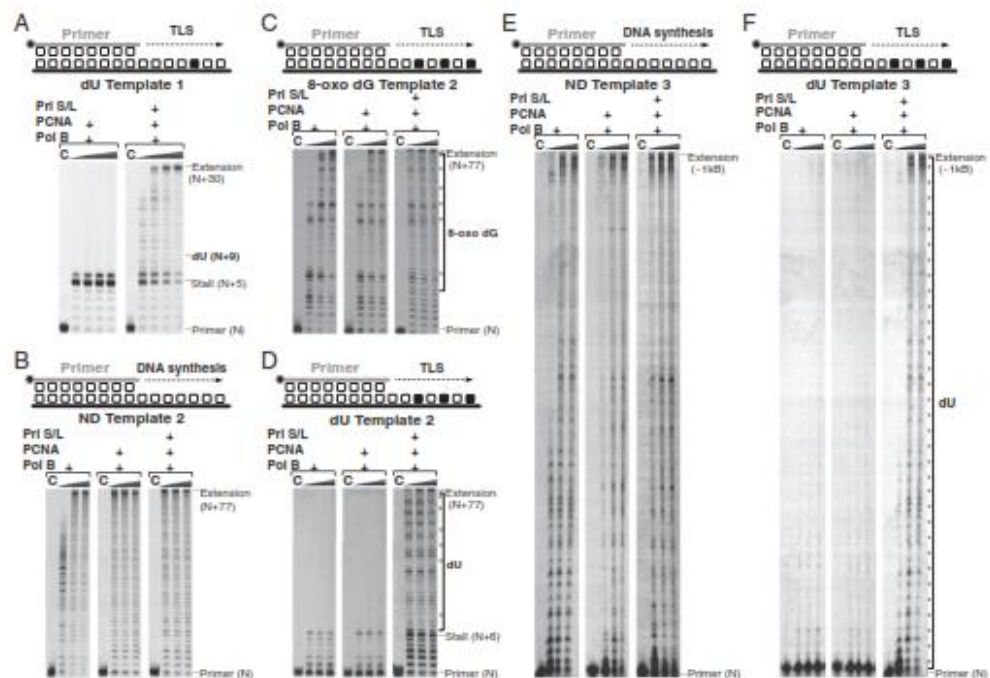 A
Primer
TLS
dU Template 1
Pri S/L
PCNA
Pol B
C
Extension
(N+30)
dU (N+9)
Stall (N+5)
Primer (N)
B
Primer
DNA synthesis
ND Template 2
Pri S/L
PCNA
Pol B
C
C
C
Extension
(N+77)
Primer (N)
C
Primer
TLS
8-oxo dG Template 2
Pri S/L
PCNA
Pol B
C
C
C
Extension
(N+77)
8-oxo dG
Primer (N)
D
Primer
TLS
dU Template 2
Pri S/L
PCNA
Pol B
C
C
C
Extension
(N+77)
dU
Stall (N+6)
Primer (N)
E
Primer
DNA synthesis
ND Template 3
Pri S/L
PCNA
Pol B
C
C
C
Extension
(~1kB)
Primer (N)
F
Primer
TLS
dU Template 3
Pri S/L
PCNA
Pol B
C
C
C
Extension
(~1kB)
dU
Primer (N)